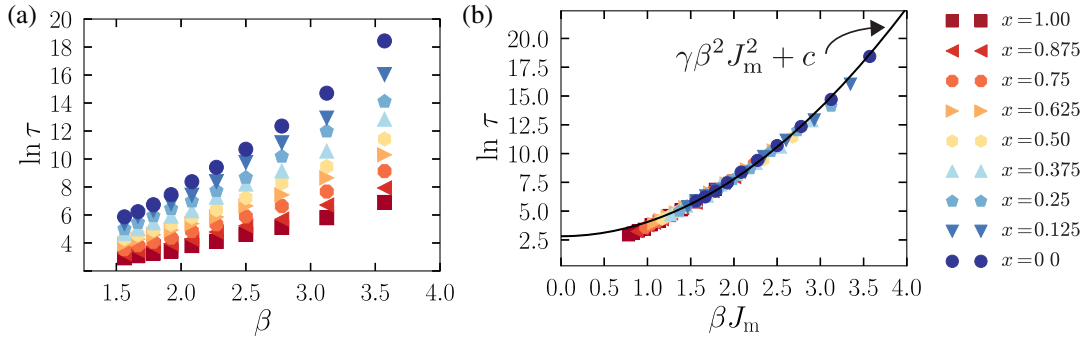 (a)
20
18
16
14
12
10
8
6
4
ln τ
1.5 2.0 2.5 3.0 3.5 4.0
β
(b)
20.0
17.5
15.0
12.5
10.0
7.5
5.0
2.5
ln τ
γβ²J²ₘ + c
0.0 0.5 1.0 1.5 2.0 2.5 3.0 3.5 4.0
βJₘ
x = 1.00
x = 0.875
x = 0.75
x = 0.625
x = 0.50
x = 0.375
x = 0.25
x = 0.125
x = 0 0